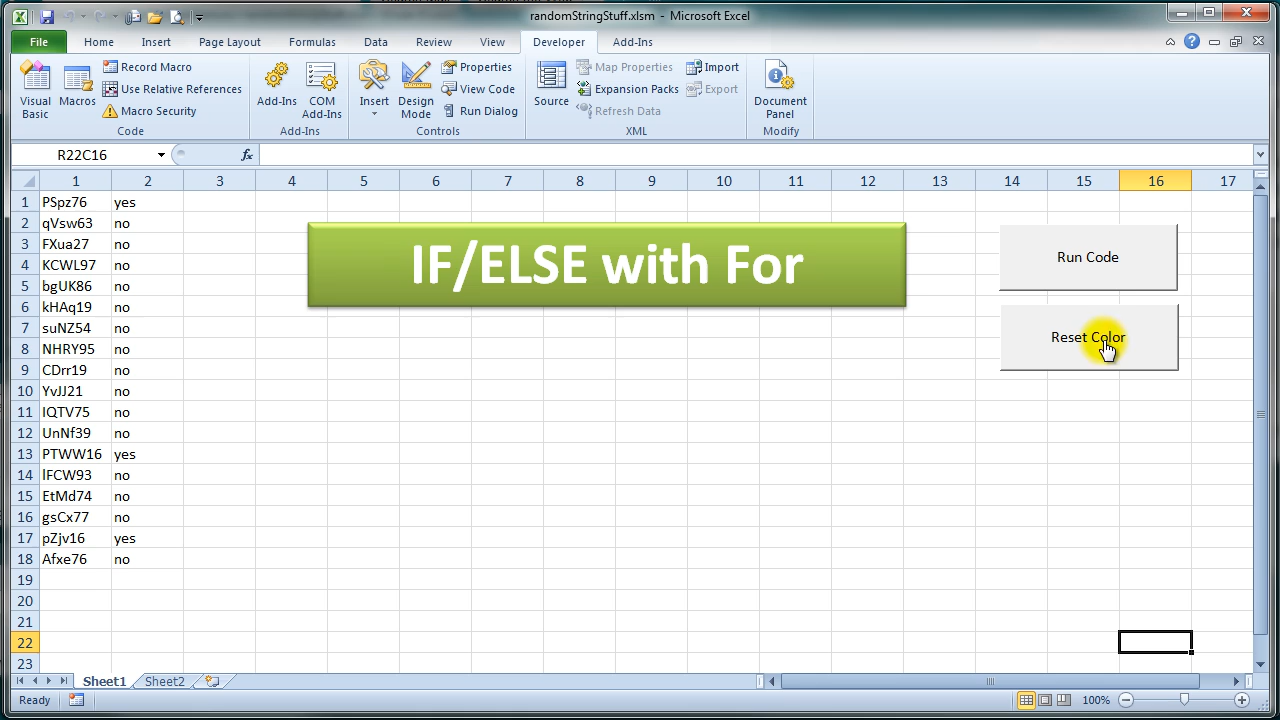 randomStringStuff.xlsm - Microsoft Excel
File Home Insert Page Layout Formulas Data Review View Developer Add-Ins
Visual Basic
Macros
Record Macro
Use Relative References
Macro Security
Code
Add-Ins
COM Add-Ins
Add-Ins
Insert
Design Mode
Properties
View Code
Run Dialog
Controls
Source
Map Properties
Expansion Packs
Refresh Data
Import
Export
XML
Document Panel
Modify
R22C16 fx
1 2 3 4 5 6 7 8 9 10 11 12 13 14 15 16 17
1 PSpz76 yes
2 qVsw63 no
3 FXua27 no
4 KCWL97 no
5 bgUK86 no
6 kHAq19 no
7 suNZ54 no
8 NHRY95 no
9 CDrr19 no
10 YvJJ21 no
11 IQTV75 no
12 UnNf39 no
13 PTWW16 yes
14 lFCW93 no
15 EtMd74 no
16 gsCx77 no
17 pZjv16 yes
18 Afxe76 no
19
20
21
22
23
IF/ELSE with For
Run Code
Reset Color
Sheet1 Sheet2
Ready 100%